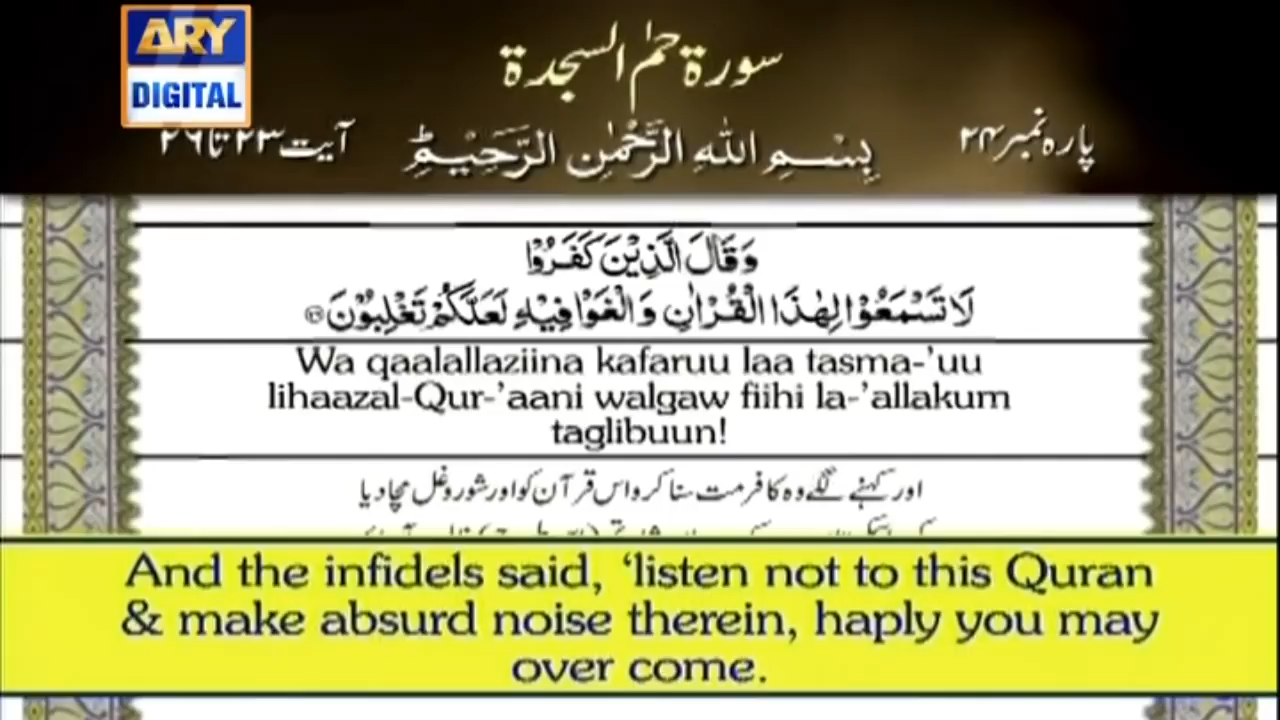 ARY
DIGITAL
سورة حٰمٓ السجدة
پارہ نمبر ۲۴
بِسْمِ اللهِ الرَّحْمٰنِ الرَّحِيْمِ
آیت ۲۳ تا ۲۶
وَقَالَ الَّذِيْنَ كَفَرُوْا
لَا تَسْمَعُوْا لِهٰذَا الْقُرْاٰنِ وَالْغَوْا فِيْهِ لَعَلَّكُمْ تَغْلِبُوْنَ ۝۲۶
Wa qaalallaziina kafaruu laa tasma-’uu
lihaazal-Qur-’aani walgaw fiihi la-’allakum
taglibuun!
اور کہنے لگے وہ کافر مت سنا کرو اس قرآن کو اور شور و غل مچا دیا
And the infidels said, ‘listen not to this Quran
& make absurd noise therein, haply you may
over come.